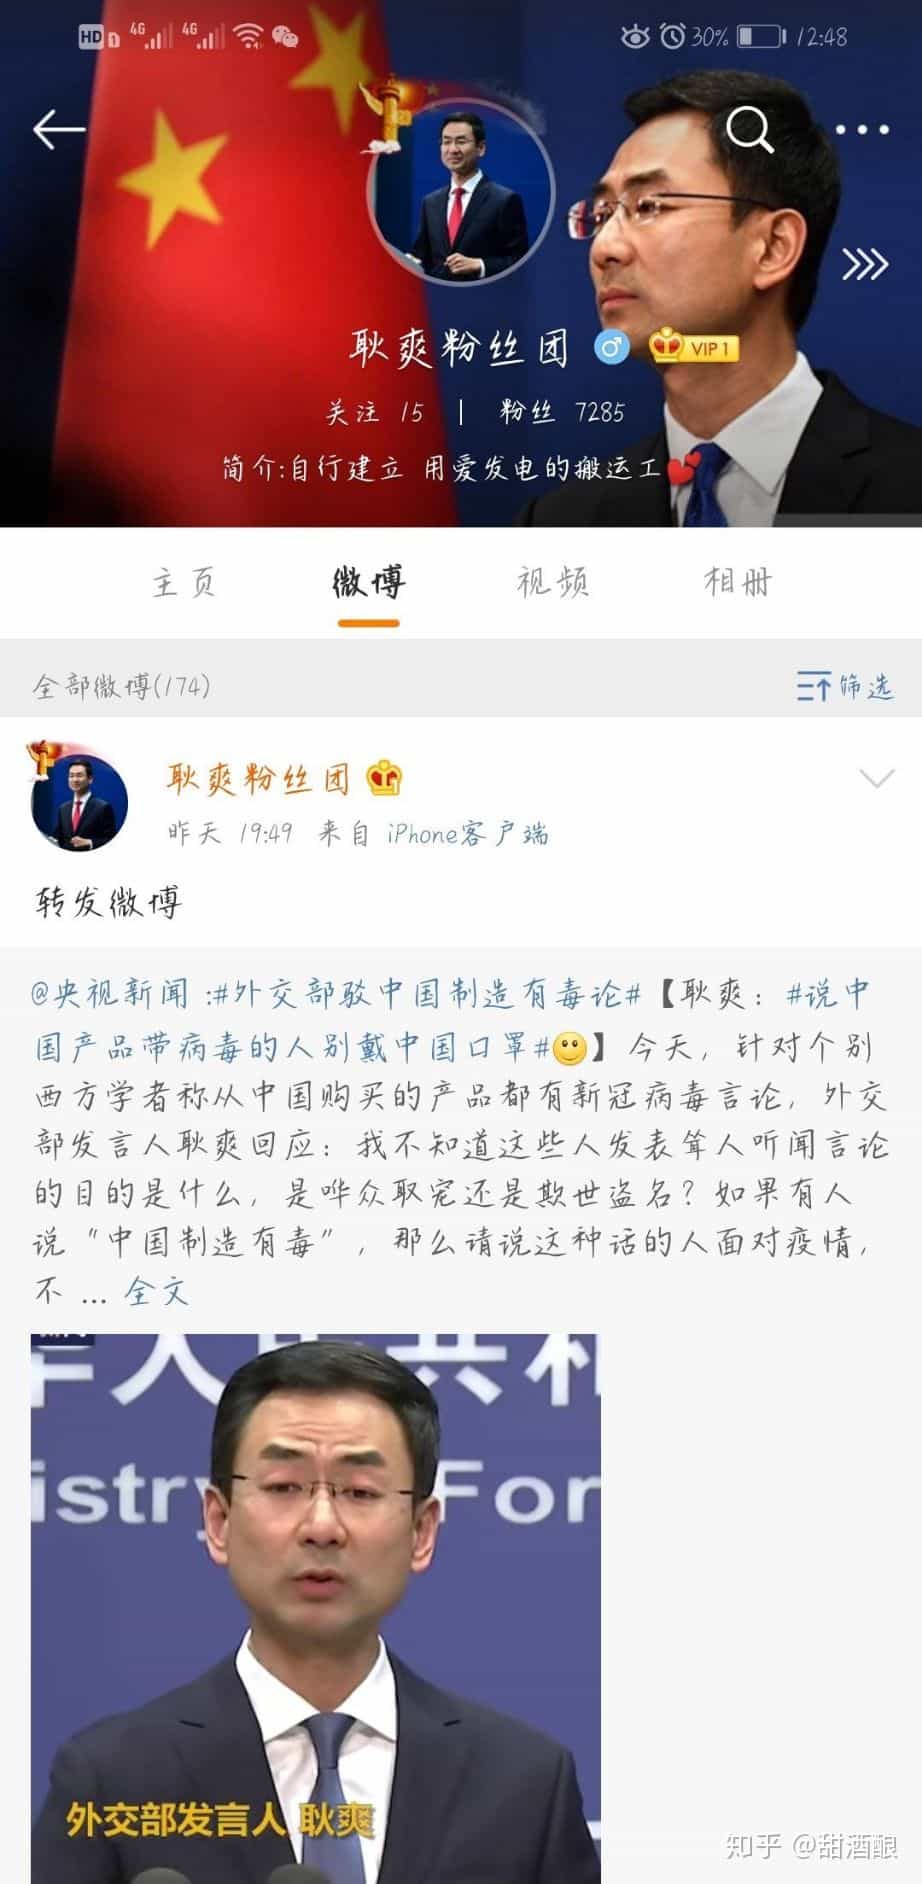 HD 4G 4G 30% 12:48
耿爽粉丝团 VIP 1
关注 15 | 粉丝 7285
简介:自行建立 用爱发电的搬运工
主页 微博 视频 相册
全部微博(174) 筛选
耿爽粉丝团
昨天 19:49 来自 iPhone客户端
转发微博
@央视新闻 :#外交部驳中国制造有毒论#【耿爽：#说中
国产品带病毒的人别戴中国口罩#】今天，针对个别
西方学者称从中国购买的产品都有新冠病毒言论，外交
部发言人耿爽回应：我不知道这些人发表耸人听闻言论
的目的是什么，是哗众取宠还是欺世盗名？如果有人
说“中国制造有毒”，那么请说这种话的人面对疫情，
不 ... 全文
华人民共和
istry For
外交部发言人 耿爽
知乎 @甜酒酿